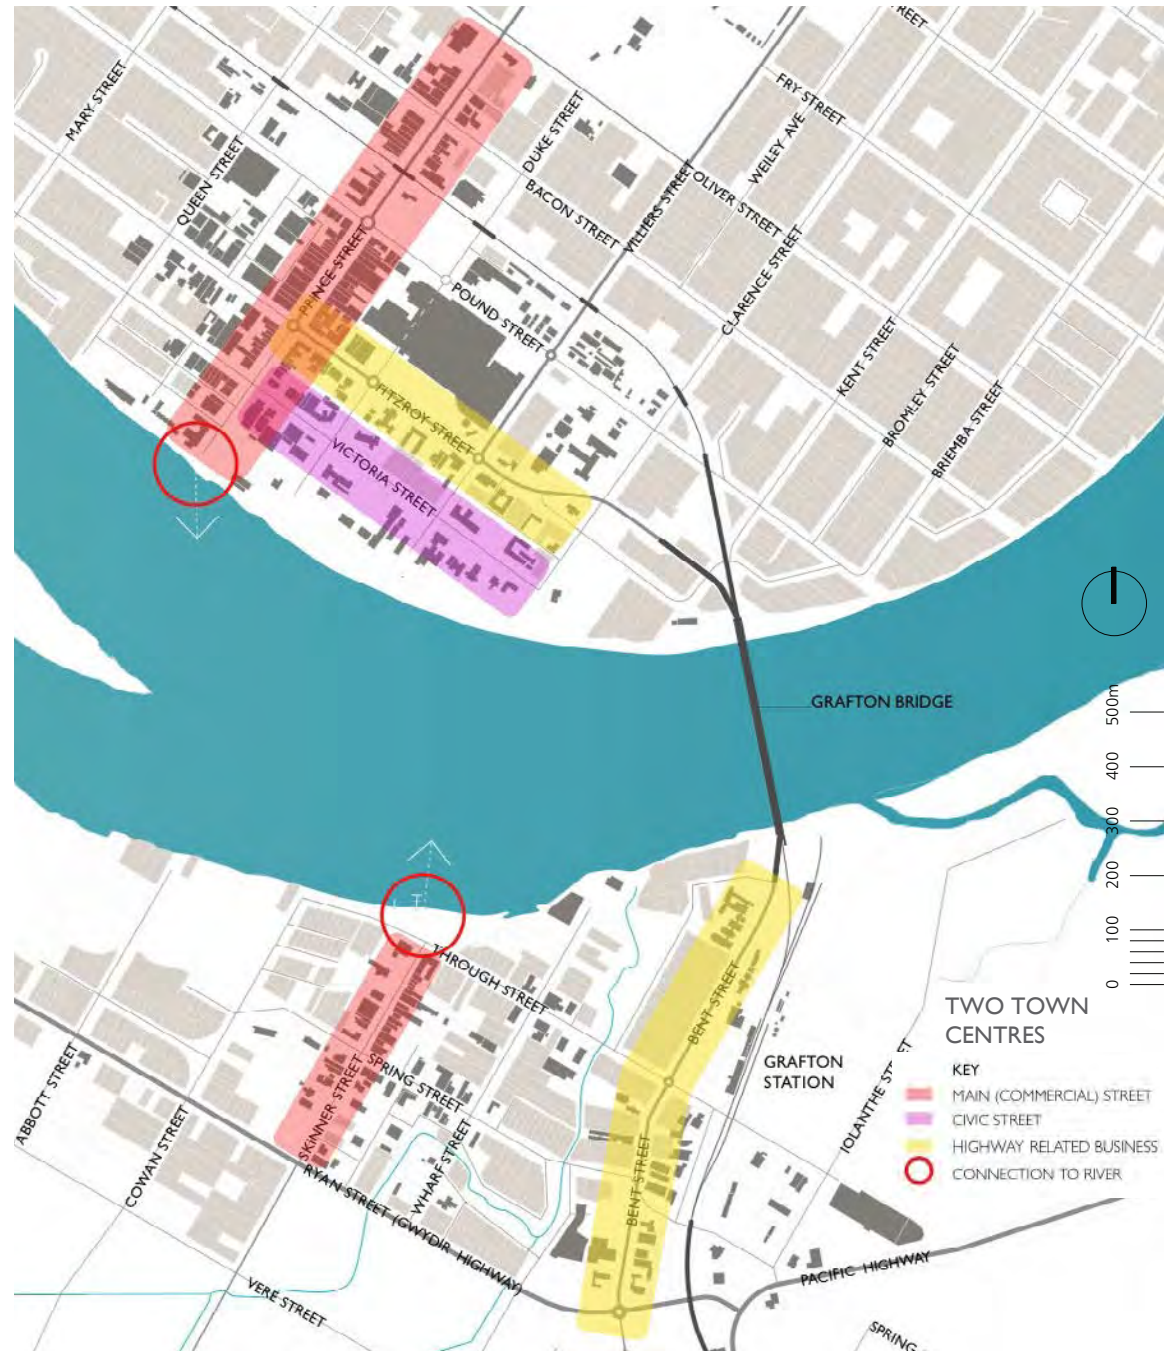 REET
MARY STREET
FRY STREET
DUKE STREET
WEILEY AVE
QUEEN STREET
BACON STREET
OLIVER STREET
VILLIERS STREET
PRINCE STREET
CLARENCE STREET
POUND STREET
KENT STREET
BROMLEY STREET
BRIEMBA STREET
FITZROY STREET
VICTORIA STREET
GRAFTON BRIDGE
500m
400
300
200
100
0
THROUGH STREET
BENT STREET
TWO TOWN
CENTRES
KEY
MAIN (COMMERCIAL) STREET
CIVIC STREET
HIGHWAY RELATED BUSINESS
CONNECTION TO RIVER
GRAFTON
STATION
IOLANTHE STREET
ABBOTT STREET
SPRING STREET
SKINNER STREET
COWAN STREET
WHARF STREET
BENT STREET
RYAN STREET (GWYDIR HIGHWAY)
PACIFIC HIGHWAY
VERE STREET
SPRING